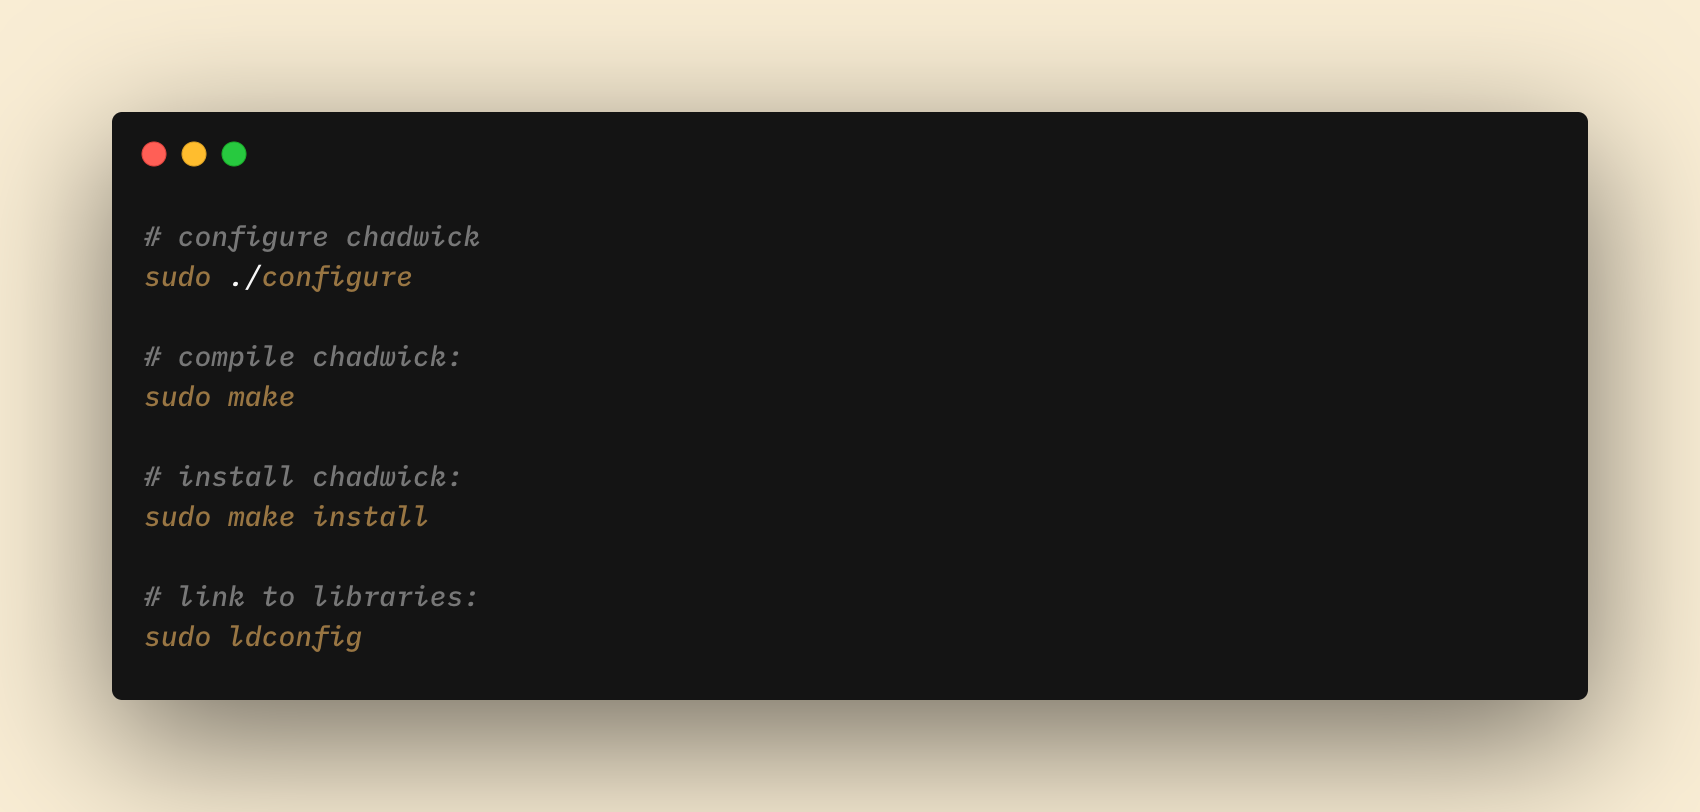 # configure chadwick
sudo ./configure
# compile chadwick:
sudo make
# install chadwick:
sudo make install
# link to libraries:
sudo ldconfig